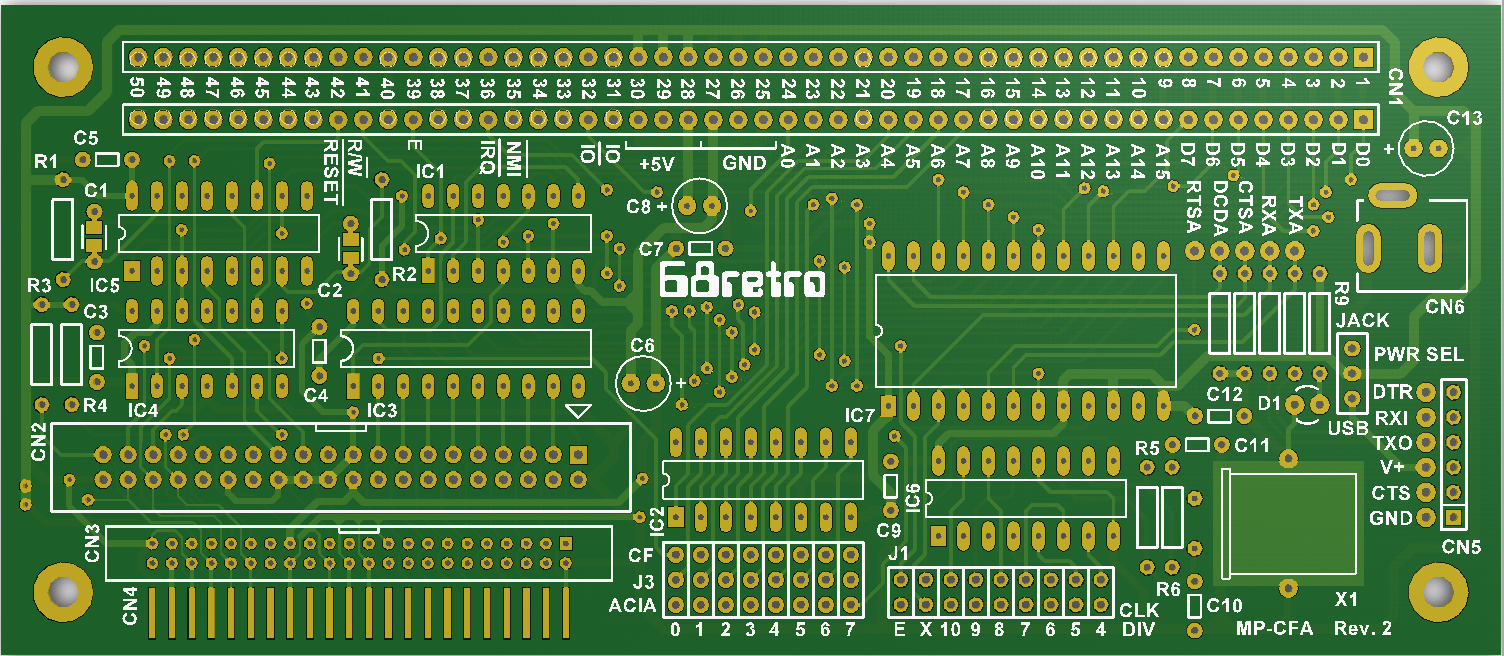 50 49 48 47 46 45 44 43 42 41 40 39 38 37 36 35 34 33 32 31 30 29 28 27 26 25 24 23 22 21 20 19 18 17 16 15 14 13 12 11 10 9 8 7 6 5 4 3 2 1
CN1
RESET R/W E IRQ NMI IO IO +5V GND A0 A1 A2 A3 A4 A5 A6 A7 A8 A9 A10 A11 A12 A13 A14 A15 D7 D6 D5 D4 D3 D2 D1 D0
C13
+
C5
R1
IC1
C1
RTSA DCDA CTSA RXA TXA
C8 +
C7
R2
IC5
R3
C2
68retro
R9
CN6
C3
JACK
C6
+
PWR SEL
R4
IC4
C4
IC3
IC7
C12
D1
DTR
RXI
USB
CN2
TXO
R5
C11
V+
CTS
IC6
GND
IC2
C9
CN5
CN3
J1
CF
J3
ACIA
CN4
R6
C10
X1
CLK
DIV
0 1 2 3 4 5 6 7
E X 10 9 8 7 6 5 4
MP-CFA Rev. 2